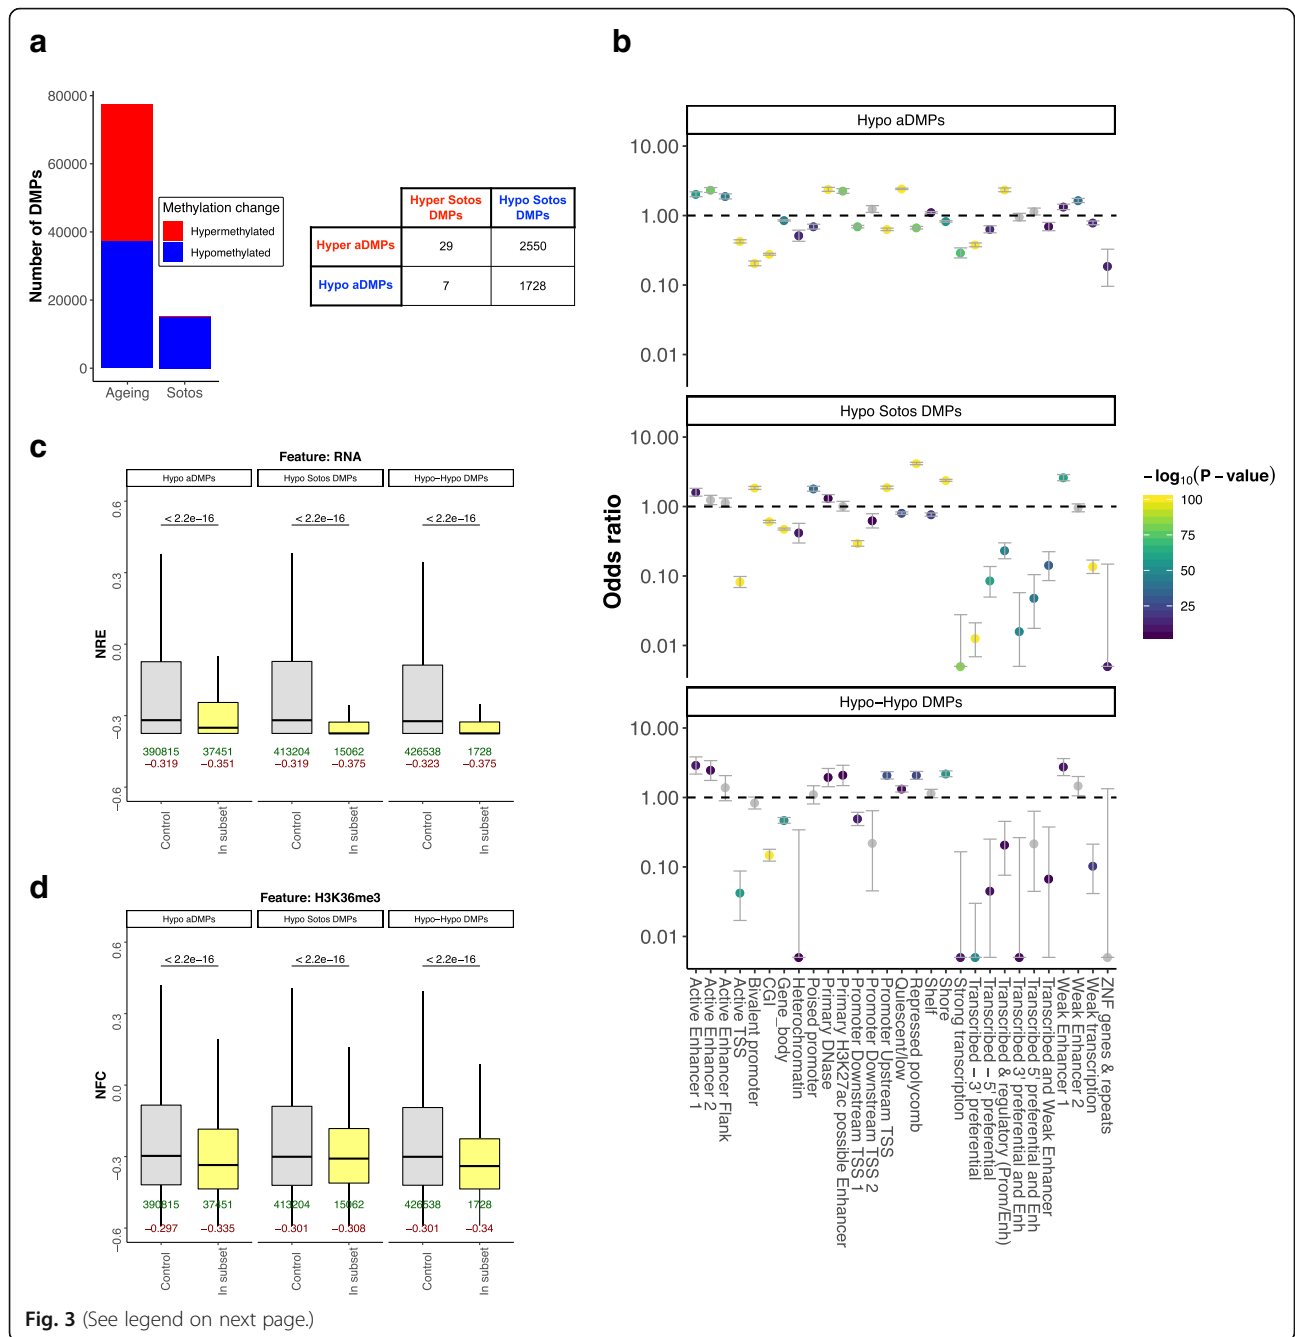 a
80000
60000
40000
20000
0
Number of DMPs
Ageing
Sotos
Methylation change
Hypermethylated
Hypomethylated
Hyper Sotos DMPs
Hypo Sotos DMPs
Hyper aDMPs
29
2550
Hypo aDMPs
7
1728
b
Hypo aDMPs
10.00
1.00
0.10
0.01
Hypo Sotos DMPs
10.00
1.00
0.10
0.01
Hypo−Hypo DMPs
10.00
1.00
0.10
0.01
Odds ratio
Active Enhancer 1
Active Enhancer 2
Active Enhancer Flank
Active TSS
Bivalent promoter
CGI
Gene_body
Heterochromatin
Poised promoter
Primary DNase
Primary H3K27ac possible Enhancer
Promoter Downstream TSS 1
Promoter Downstream TSS 2
Promoter Upstream TSS
Quiescent/low
Repressed polycomb
Shelf
Shore
Strong transcription
Transcribed − 3' preferential
Transcribed − 5' preferential
Transcribed & regulatory (Prom/Enh)
Transcribed 3' preferential and Enh
Transcribed 5' preferential and Enh
Transcribed and Weak Enhancer
Weak Enhancer 1
Weak Enhancer 2
Weak transcription
ZNF genes & repeats
−log10(P−value)
100
75
50
25
c
Feature: RNA
Hypo aDMPs
Hypo Sotos DMPs
Hypo−Hypo DMPs
0.6
0.3
0.0
−0.3
−0.6
NRE
< 2.2e−16
< 2.2e−16
< 2.2e−16
390815
37451
413204
15062
426538
1728
−0.319
−0.351
−0.319
−0.375
−0.323
−0.375
Control
In subset
Control
In subset
Control
In subset
d
Feature: H3K36me3
Hypo aDMPs
Hypo Sotos DMPs
Hypo−Hypo DMPs
0.6
0.3
0.0
−0.3
−0.6
NFC
< 2.2e−16
< 2.2e−16
< 2.2e−16
390815
37451
413204
15062
426538
1728
−0.297
−0.335
−0.301
−0.308
−0.301
−0.34
Control
In subset
Control
In subset
Control
In subset
Fig. 3 (See legend on next page.)